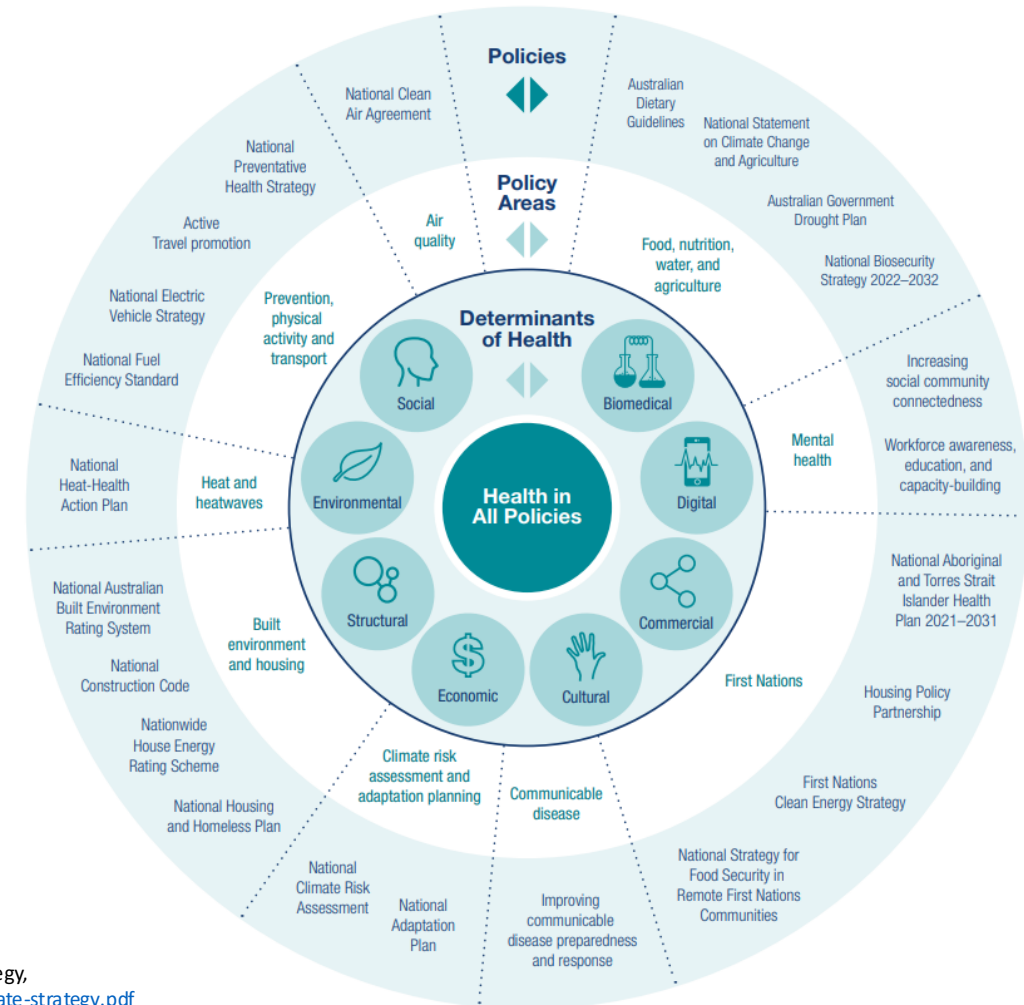 Policies
Policy
Areas
Determinants
of Health
Health in
All Policies
Social
Biomedical
Digital
Commercial
Cultural
Economic
Structural
Environmental
Food, nutrition,
water, and
agriculture
Australian
Dietary
Guidelines
National Statement
on Climate Change
and Agriculture
Australian Government
Drought Plan
National Biosecurity
Strategy 2022–2032
Mental
health
Increasing
social community
connectedness
Workforce awareness,
education, and
capacity-building
First Nations
National Aboriginal
and Torres Strait
Islander Health
Plan 2021–2031
Housing Policy
Partnership
First Nations
Clean Energy Strategy
National Strategy for
Food Security in
Remote First Nations
Communities
Communicable
disease
Improving
communicable
disease preparedness
and response
Climate risk
assessment and
adaptation planning
National
Climate Risk
Assessment
National
Adaptation
Plan
Built
environment
and housing
National Australian
Built Environment
Rating System
National
Construction Code
Nationwide
House Energy
Rating Scheme
National Housing
and Homeless Plan
Heat and
heatwaves
National
Heat-Health
Action Plan
Prevention,
physical
activity and
transport
National
Preventative
Health Strategy
Active
Travel promotion
National Electric
Vehicle Strategy
National Fuel
Efficiency Standard
Air
quality
National Clean
Air Agreement
egy,
ate-strategy.pdf